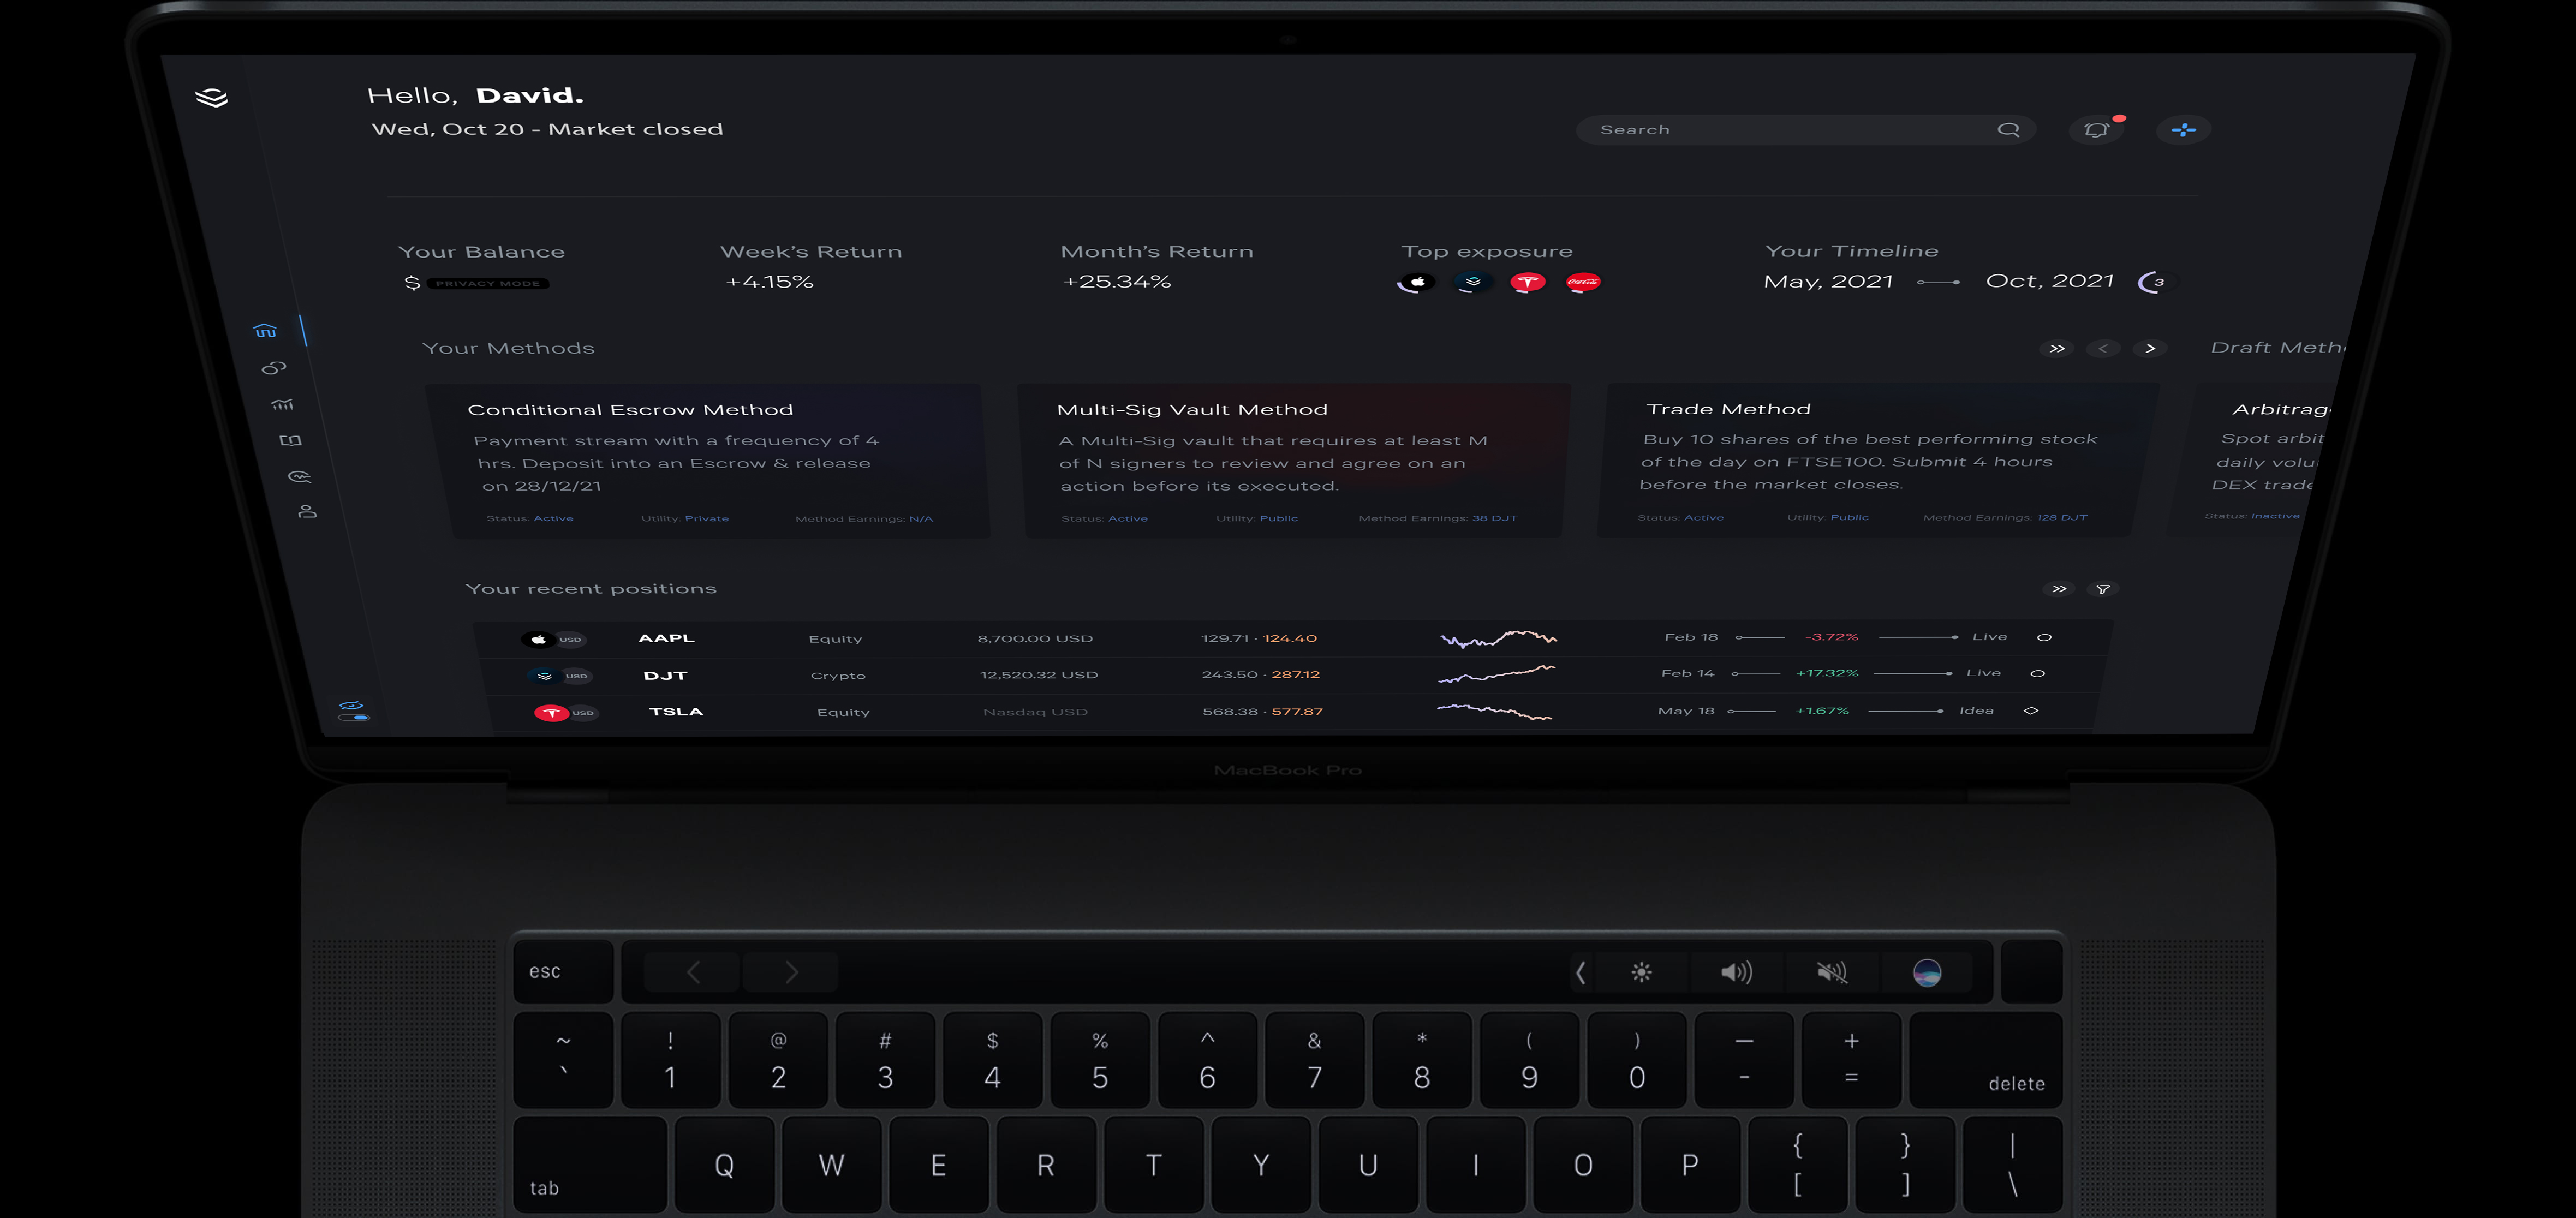 Hello, David.
Wed, Oct 20 - Market closed
Search
Your Balance
$ PRIVACY MODE
Week's Return
+4.15%
Month's Return
+25.34%
Top exposure
Coca-Cola
Your Timeline
May, 2021 Oct, 2021 3
Your Methods
Draft Meth
Conditional Escrow Method
Payment stream with a frequency of 4
hrs. Deposit into an Escrow & release
on 28/12/21
Status: Active Utility: Private Method Earnings: N/A
Multi-Sig Vault Method
A Multi-Sig vault that requires at least M
of N signers to review and agree on an
action before its executed.
Status: Active Utility: Public Method Earnings: 38 DJT
Trade Method
Buy 10 shares of the best performing stock
of the day on FTSE100. Submit 4 hours
before the market closes.
Status: Active Utility: Public Method Earnings: 128 DJT
Arbitrag
Spot arbit
daily volu
DEX trade
Status: Inactive
Your recent positions
USD AAPL Equity 8,700.00 USD 129.71 · 124.40 Feb 18 -3.72% Live
USD DJT Crypto 12,520.32 USD 243.50 · 287.12 Feb 14 +17.32% Live
USD TSLA Equity Nasdaq USD 568.38 · 577.87 May 18 +1.67% Idea
MacBook Pro
esc
~ ! @ # $ % ^ & * ( ) — +
` 1 2 3 4 5 6 7 8 9 0 - = delete
tab Q W E R T Y U I O P { [ } ] | \